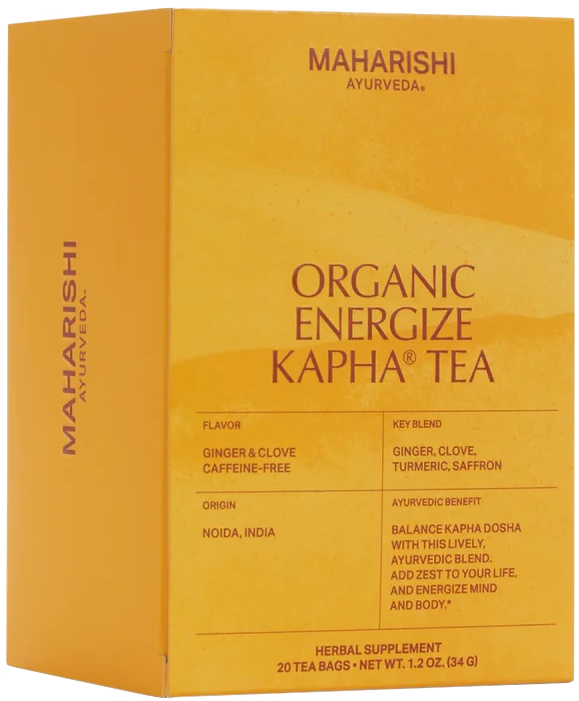 MAHARISHI
AYURVEDA®
ORGANIC
ENERGIZE
KAPHA® TEA
FLAVOR
GINGER & CLOVE
CAFFEINE-FREE
KEY BLEND
GINGER, CLOVE,
TURMERIC, SAFFRON
ORIGIN
NOIDA, INDIA
AYURVEDIC BENEFIT
BALANCE KAPHA DOSHA
WITH THIS LIVELY,
AYURVEDIC BLEND.
ADD ZEST TO YOUR LIFE,
AND ENERGIZE MIND
AND BODY.*
HERBAL SUPPLEMENT
20 TEA BAGS • NET WT. 1.2 OZ. (34 G)
MAHARISHI
AYURVEDA™